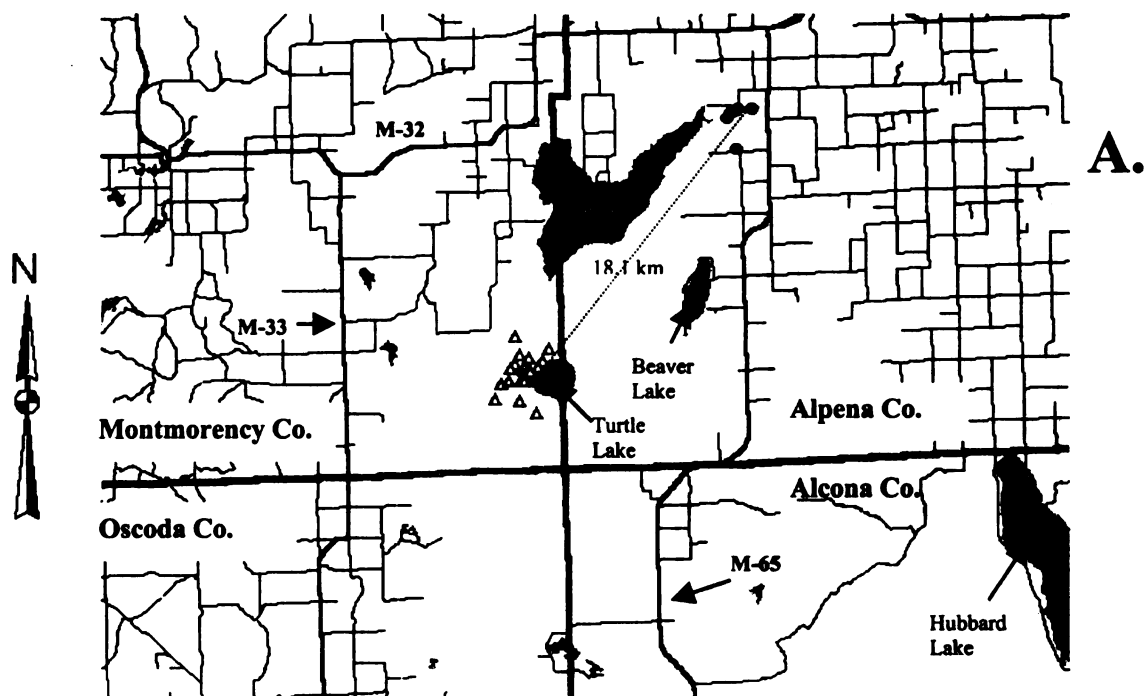 A.
M-32
N
18.1 km
M-33
Beaver
Lake
Alpena Co.
Montmorency Co.
Turtle
Lake
Alcona Co.
Oscoda Co.
M-65
Hubbard
Lake